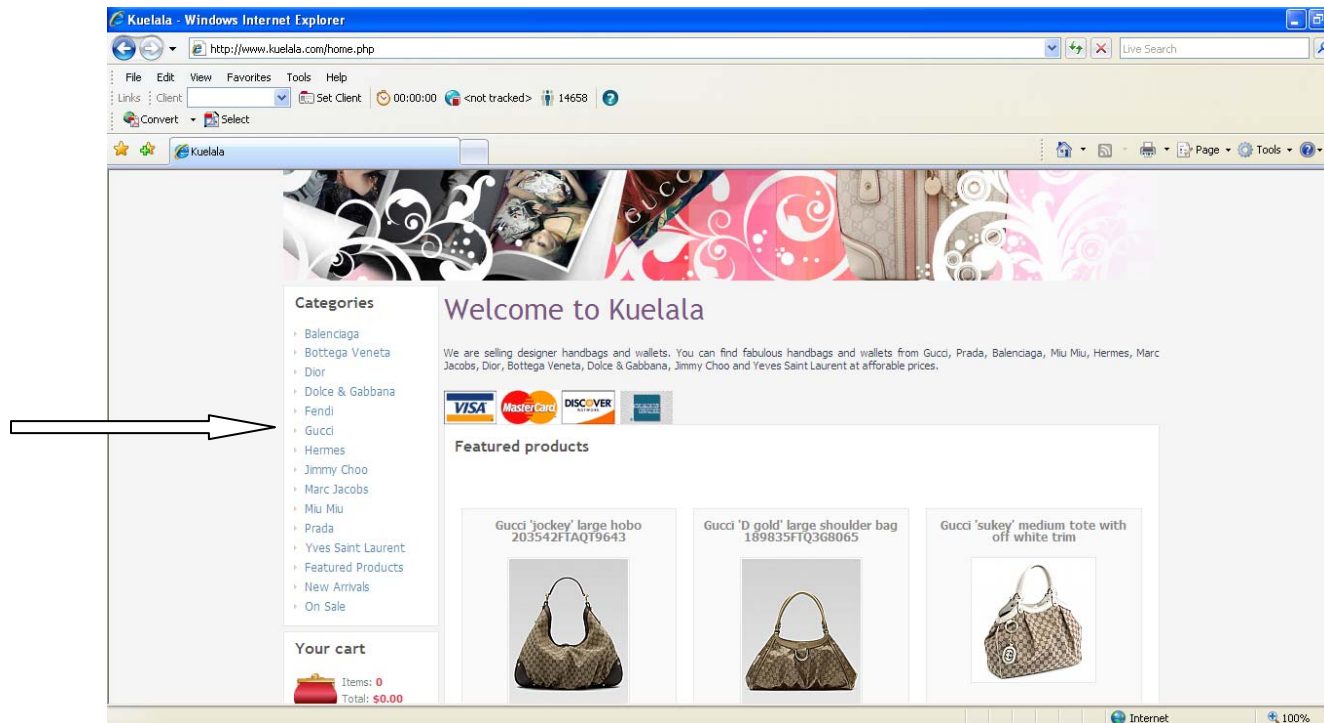 Kuelala - Windows Internet Explorer
http://www.kuelala.com/home.php
Live Search
File Edit View Favorites Tools Help
Links Client Set Client 00:00:00 <not tracked> 14658
Convert Select
Kuelala
Page Tools
GUCCI
Categories
Balenciaga
Bottega Veneta
Dior
Dolce & Gabbana
Fendi
Gucci
Hermes
Jimmy Choo
Marc Jacobs
Miu Miu
Prada
Yves Saint Laurent
Featured Products
New Arrivals
On Sale
Your cart
Items: 0
Total: $0.00
Welcome to Kuelala
We are selling designer handbags and wallets. You can find fabulous handbags and wallets from Gucci, Prada, Balenciaga, Miu Miu, Hermes, Marc
Jacobs, Dior, Bottega Veneta, Dolce & Gabbana, Jimmy Choo and Yeves Saint Laurent at afforable prices.
VISA MasterCard DISCOVER NETWORK
Featured products
Gucci 'jockey' large hobo
203542FTAQT9643
Gucci 'D gold' large shoulder bag
189835FTQ3G8065
Gucci 'sukey' medium tote with
off white trim
Internet 100%